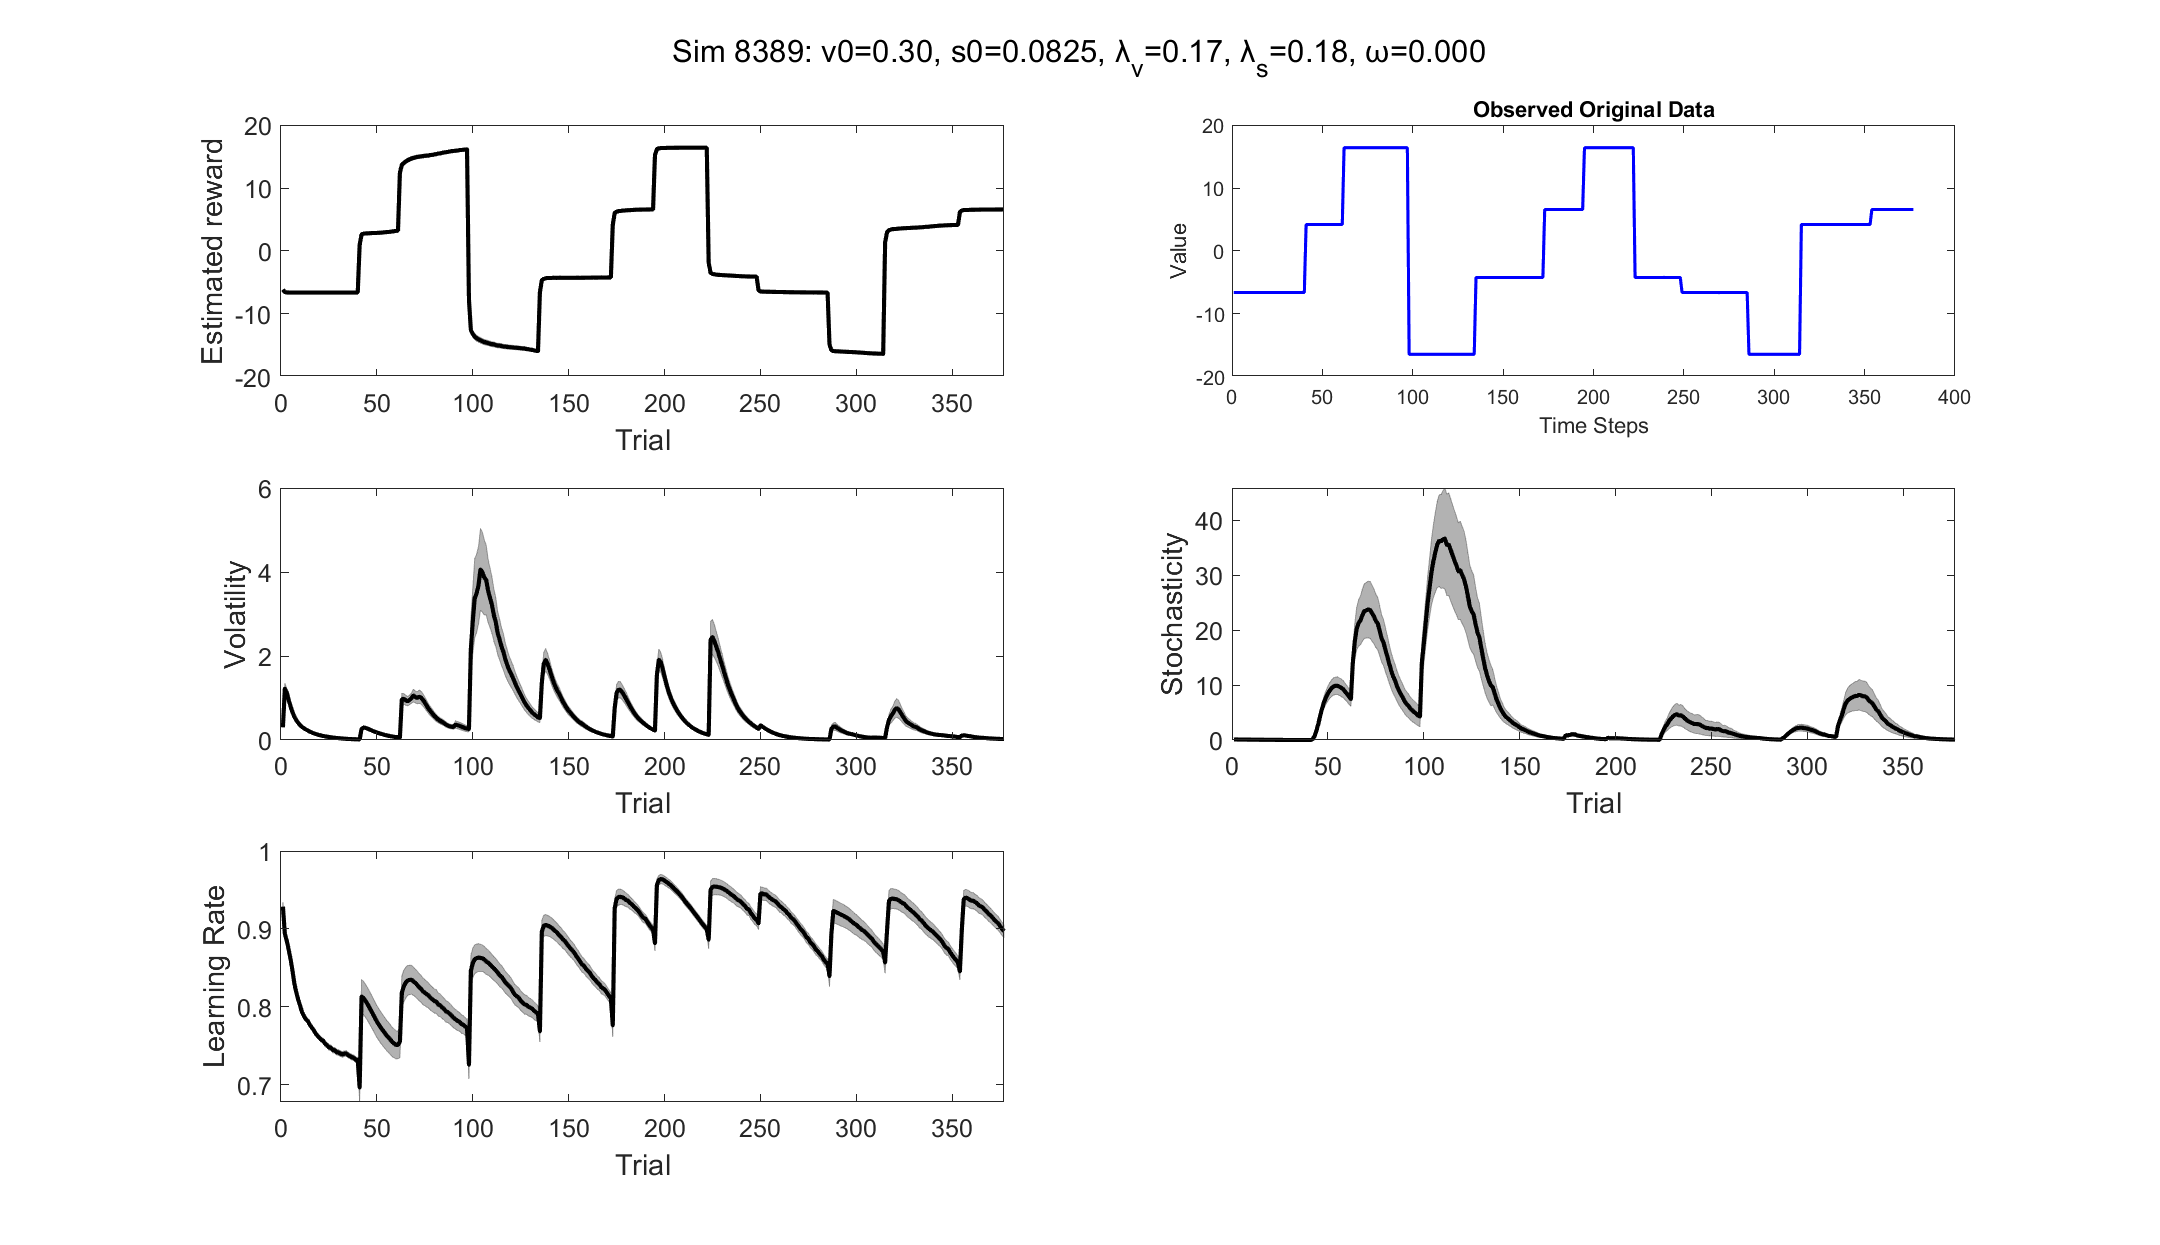 Sim 8389: v0=0.30, s0=0.0825, λv=0.17, λs=0.18, ω=0.000
Estimated reward
20
10
0
-10
-20
0 50 100 150 200 250 300 350
Trial
Observed Original Data
Value
20
10
0
-10
-20
0 50 100 150 200 250 300 350 400
Time Steps
Volatility
6
4
2
0
0 50 100 150 200 250 300 350
Trial
Stochasticity
40
30
20
10
0
0 50 100 150 200 250 300 350
Trial
Learning Rate
1
0.9
0.8
0.7
0 50 100 150 200 250 300 350
Trial